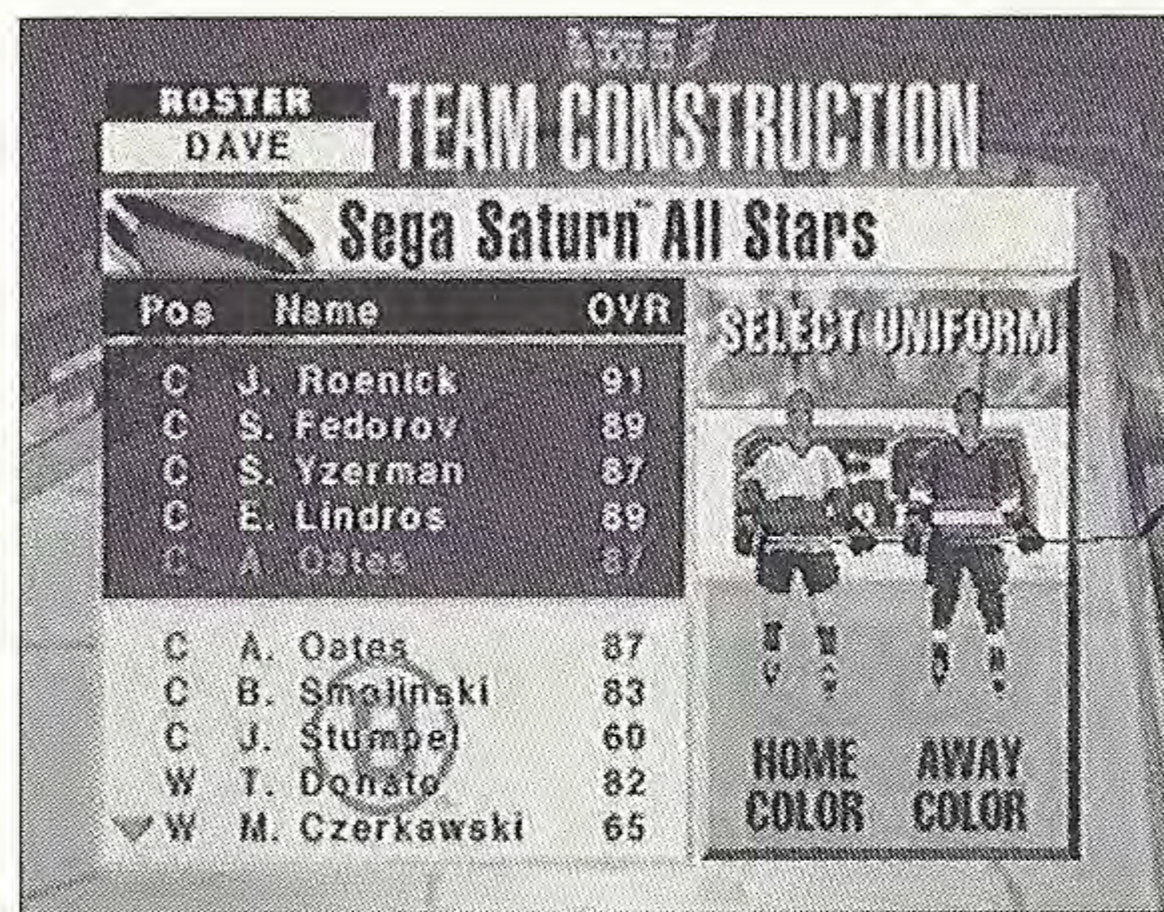 ROSTER
DAVE
TEAM CONSTRUCTION
Sega Saturn™ All Stars
Pos Name OVR
C J. Roenick 91
C S. Fedorov 89
C S. Yzerman 87
C E. Lindros 89
C A. Oates 87
C A. Oates 87
C B. Smolinski 83
C J. Stumpel 60
W T. Donato 82
W M. Czerkawski 65
SELECT UNIFORM
HOME COLOR
AWAY COLOR